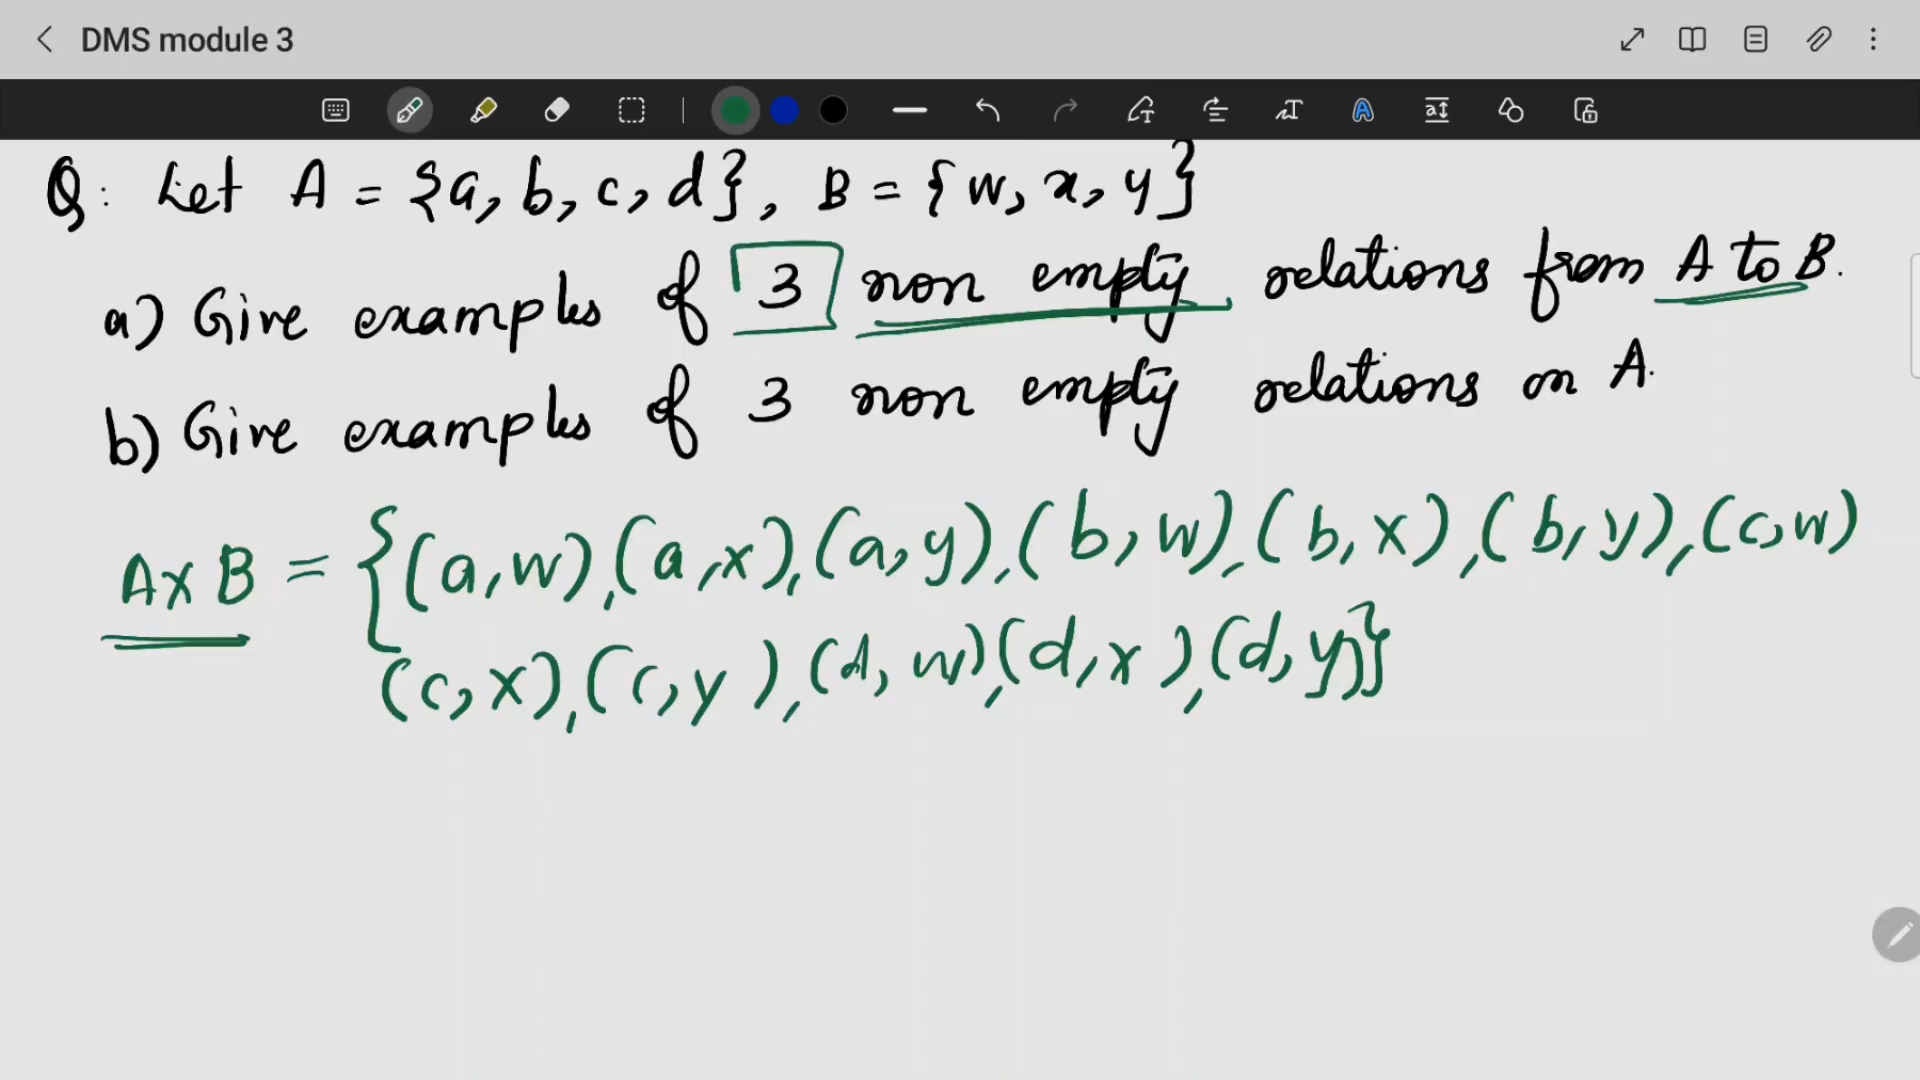 DMS module 3
Q: Let A = {a, b, c, d}, B = {w, x, y}
a) Give examples of 3 non empty relations from A to B.
b) Give examples of 3 non empty relations on A.
A x B = {(a,w),(a,x),(a,y),(b,w),(b,x),(b,y),(c,w)
(c,x),(c,y),(d,w),(d,x),(d,y)}